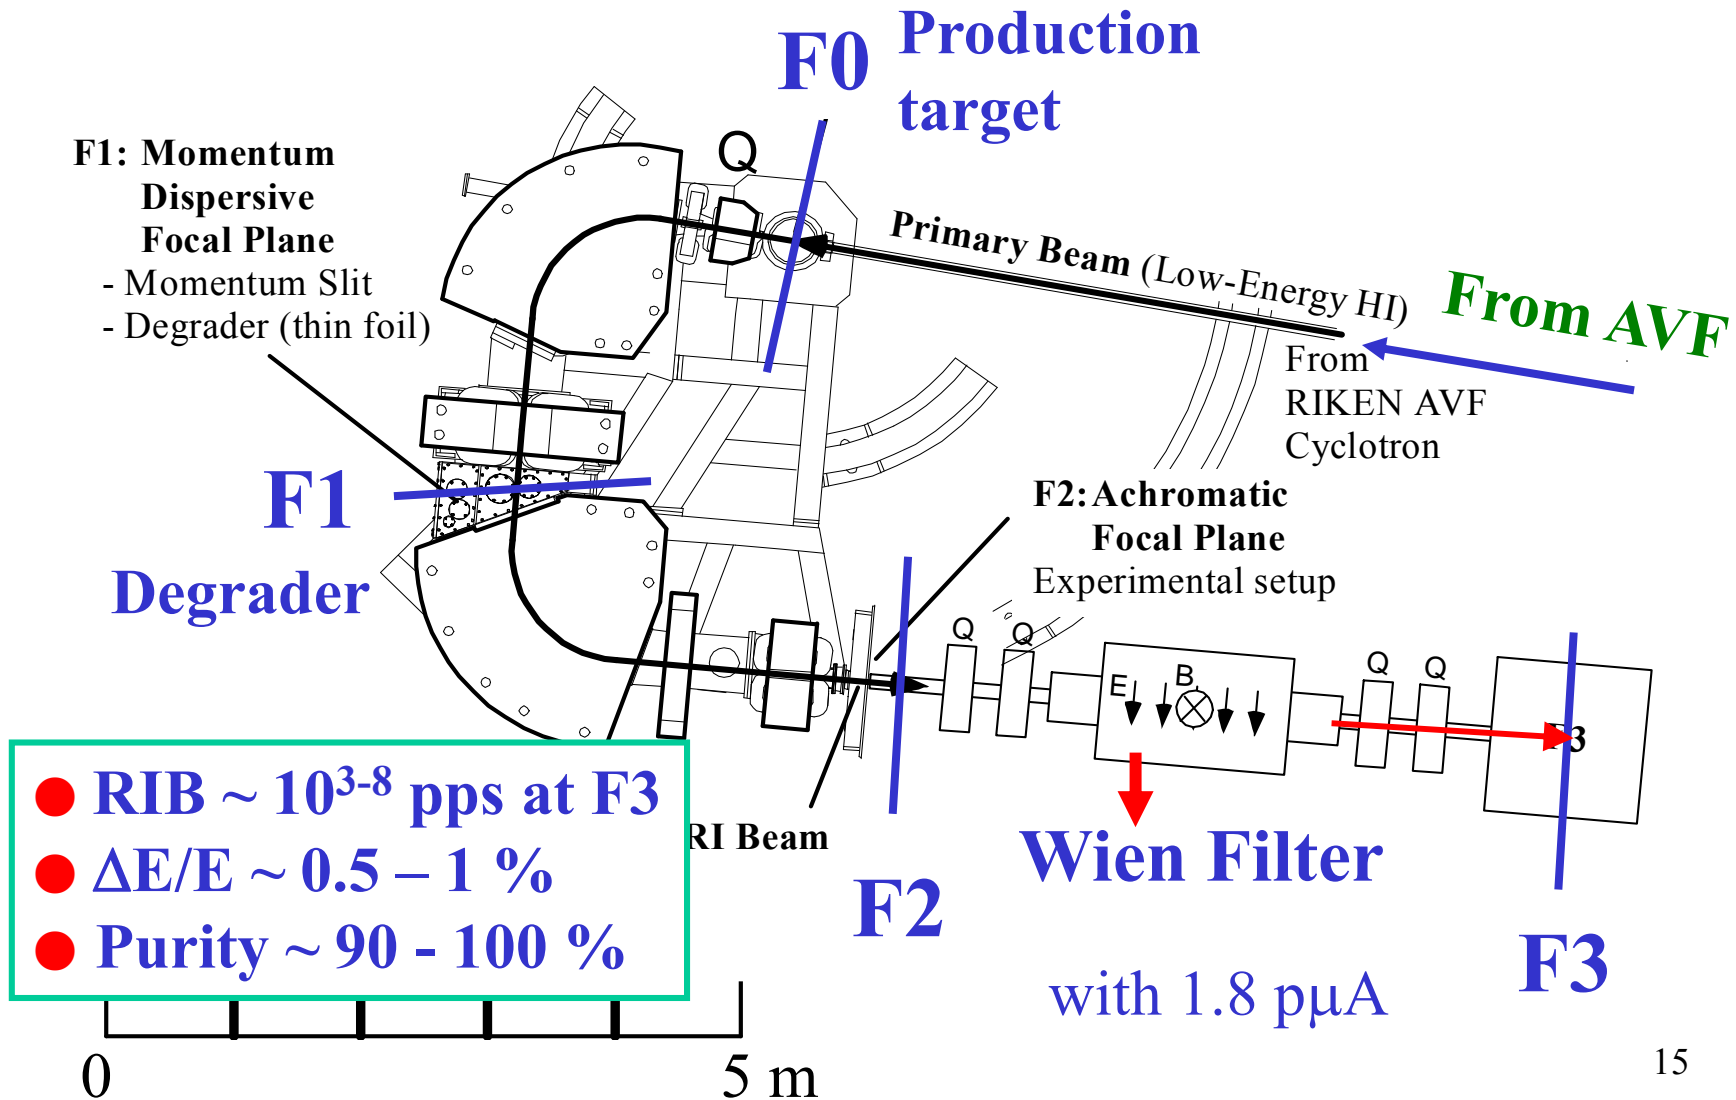 F0
Production
target
F1: Momentum
Dispersive
Focal Plane
- Momentum Slit
- Degrader (thin foil)
Q
Primary Beam (Low-Energy HI)
From AVF
From
RIKEN AVF
Cyclotron
F1
Degrader
F2: Achromatic
Focal Plane
Experimental setup
Q
Q
E
B
Q
Q
3
● RIB ~ 10³⁻⁸ pps at F3
● ΔE/E ~ 0.5 – 1 %
● Purity ~ 90 - 100 %
RI Beam
F2
Wien Filter
F3
with 1.8 pμA
0
5 m
15